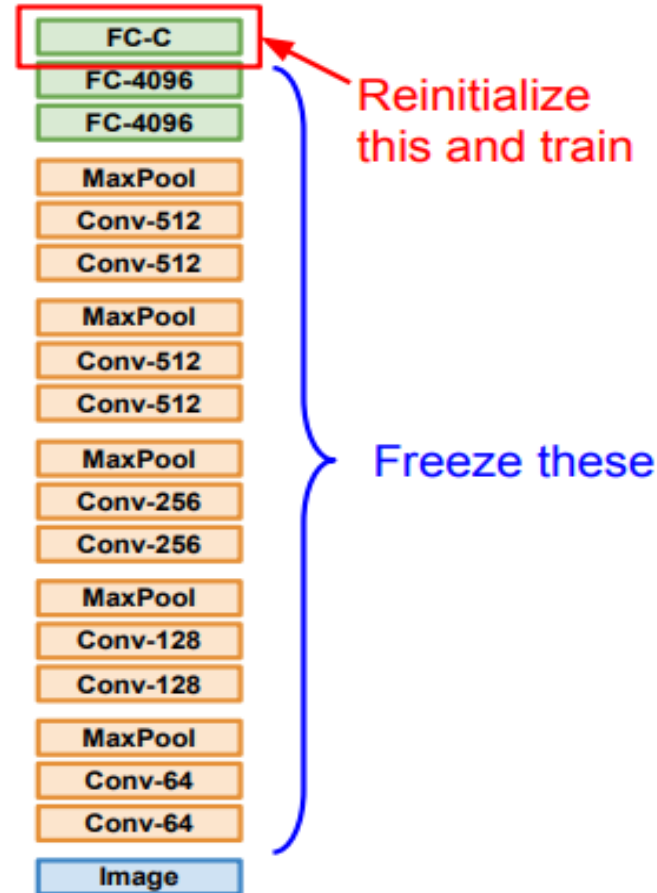 FC-C
FC-4096
FC-4096
MaxPool
Conv-512
Conv-512
MaxPool
Conv-512
Conv-512
MaxPool
Conv-256
Conv-256
MaxPool
Conv-128
Conv-128
MaxPool
Conv-64
Conv-64
Image
Reinitialize
this and train
Freeze these